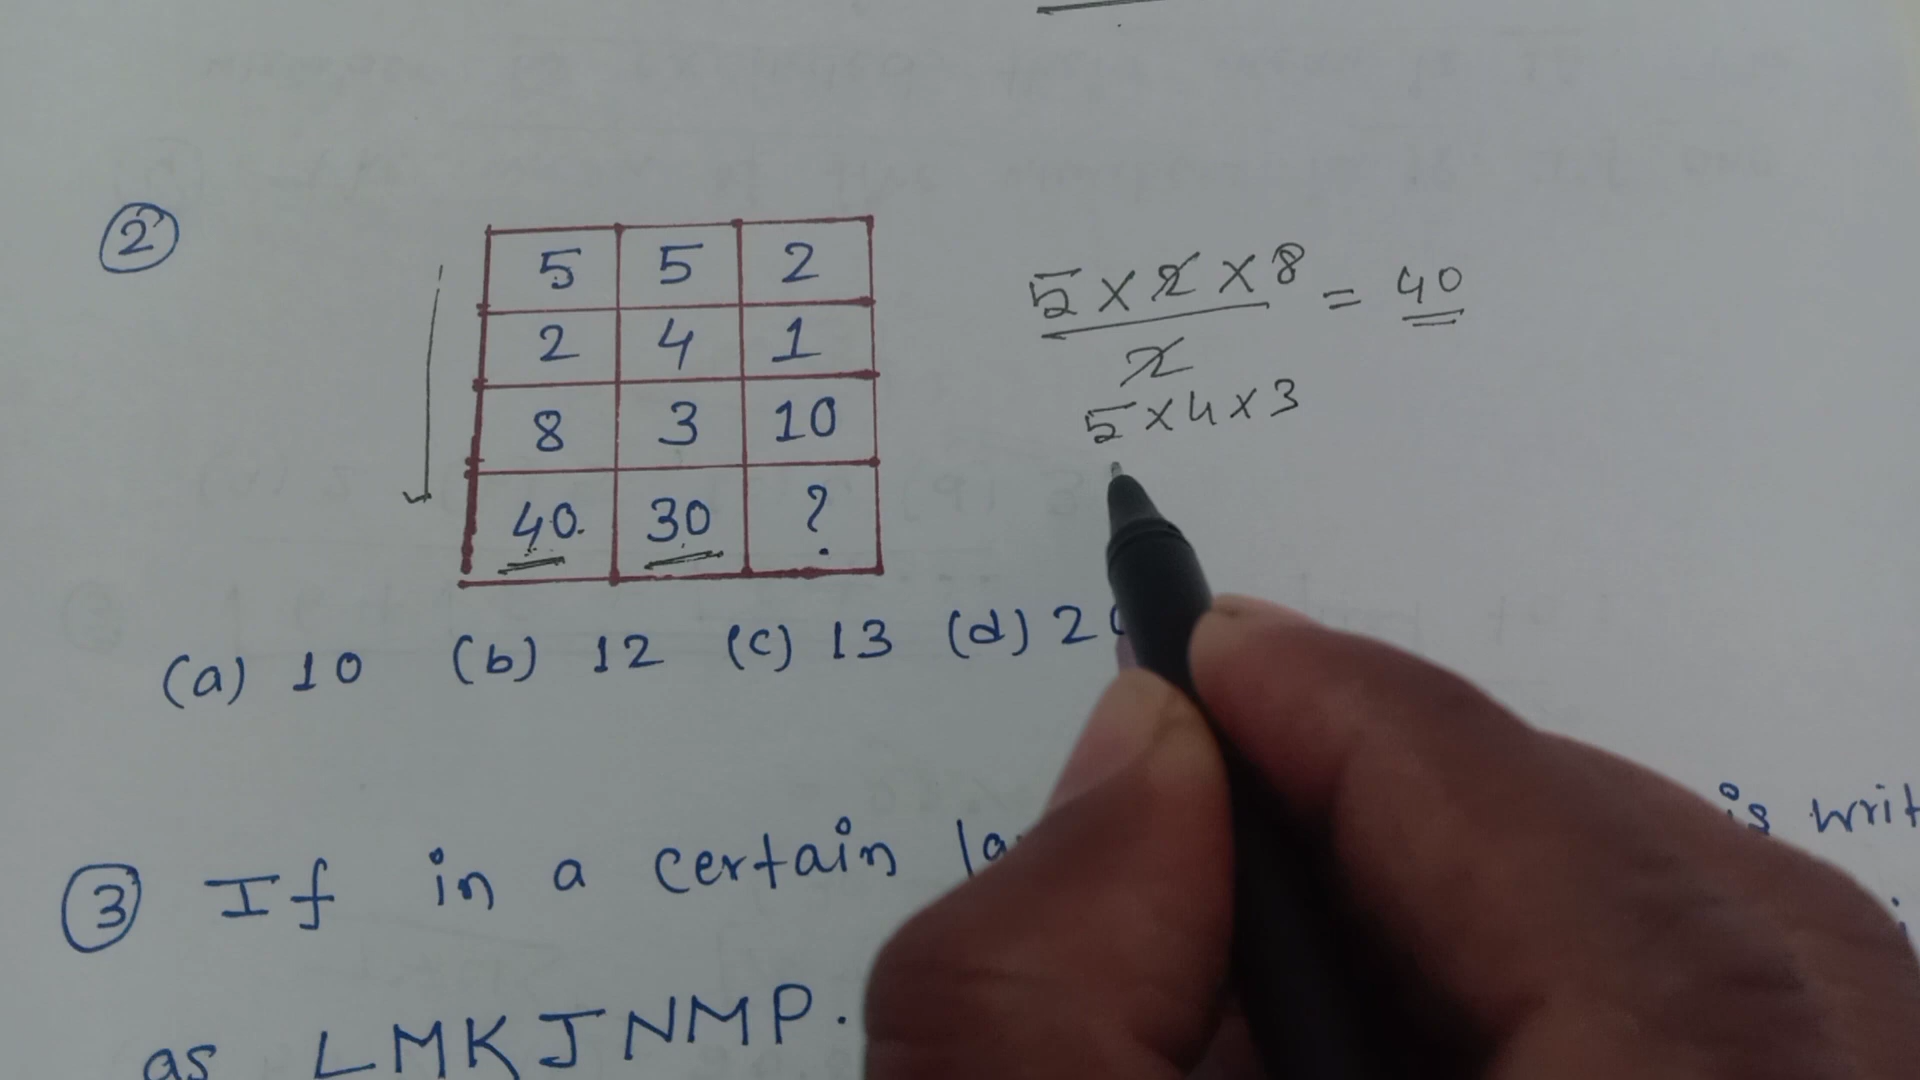 2
5 5 2
2 4 1
8 3 10
40 30 ?
5 × 2 × 8 = 40
2
5 × 4 × 3
(a) 10 (b) 12 (c) 13 (d) 2
3 If in a certain is writ
as LMKJNMP.